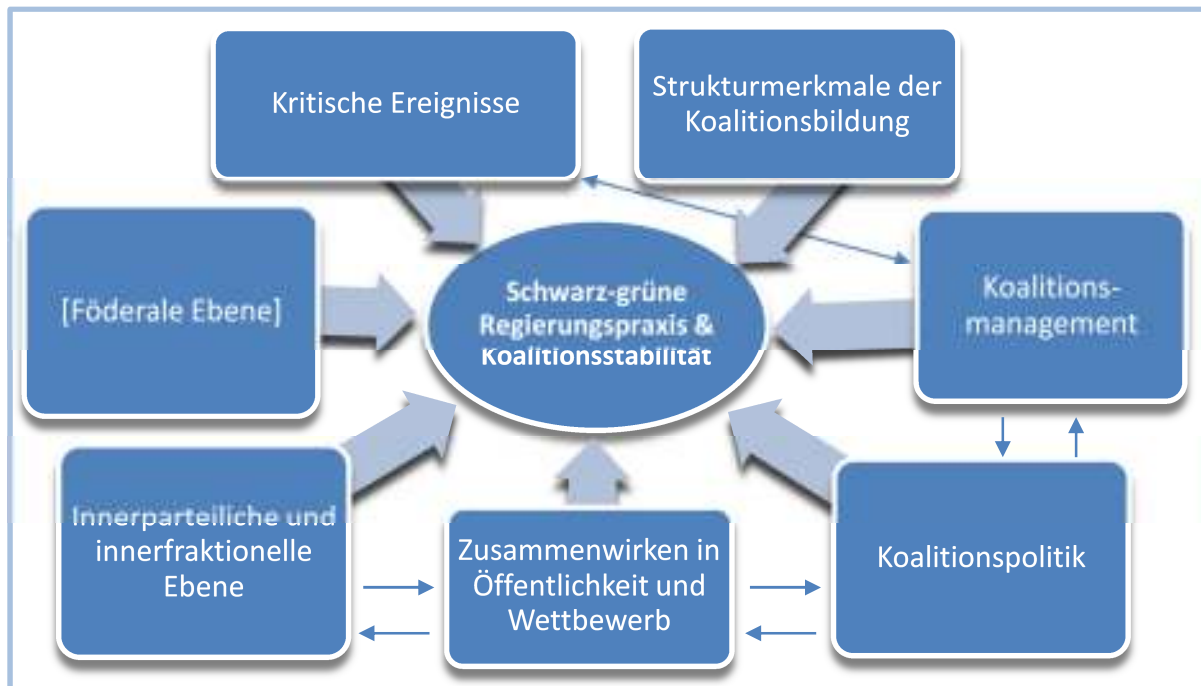 Kritische Ereignisse
Strukturmerkmale der
Koalitionsbildung
[Föderale Ebene]
Schwarz-grüne
Regierungspraxis &
Koalitionsstabilität
Koalitions-
management
Innerparteiliche und
innerfraktionelle
Ebene
Zusammenwirken in
Öffentlichkeit und
Wettbewerb
Koalitionspolitik